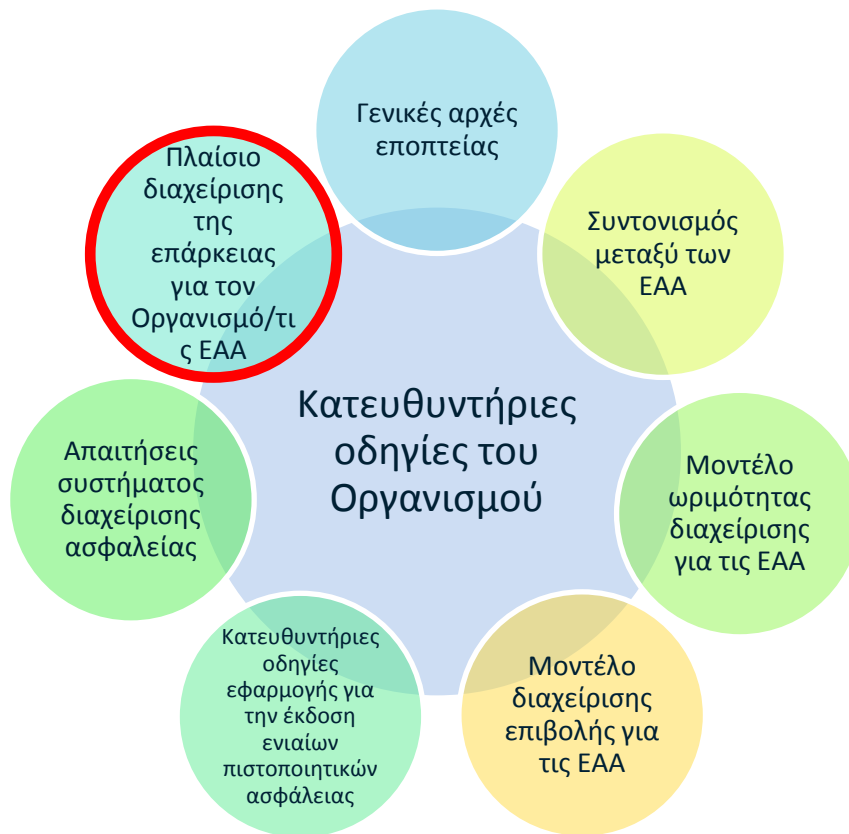 Γενικές αρχές
εποπτείας
Πλαίσιο
διαχείρισης
της
επάρκειας
για τον
Οργανισμό/τι
ς ΕΑΑ
Συντονισμός
μεταξύ των
ΕΑΑ
Κατευθυντήριες
οδηγίες του
Οργανισμού
Απαιτήσεις
συστήματος
διαχείρισης
ασφαλείας
Μοντέλο
ωριμότητας
διαχείρισης
για τις ΕΑΑ
Κατευθυντήριες
οδηγίες
εφαρμογής για
την έκδοση
ενιαίων
πιστοποιητικών
ασφάλειας
Μοντέλο
διαχείρισης
επιβολής για
τις ΕΑΑ